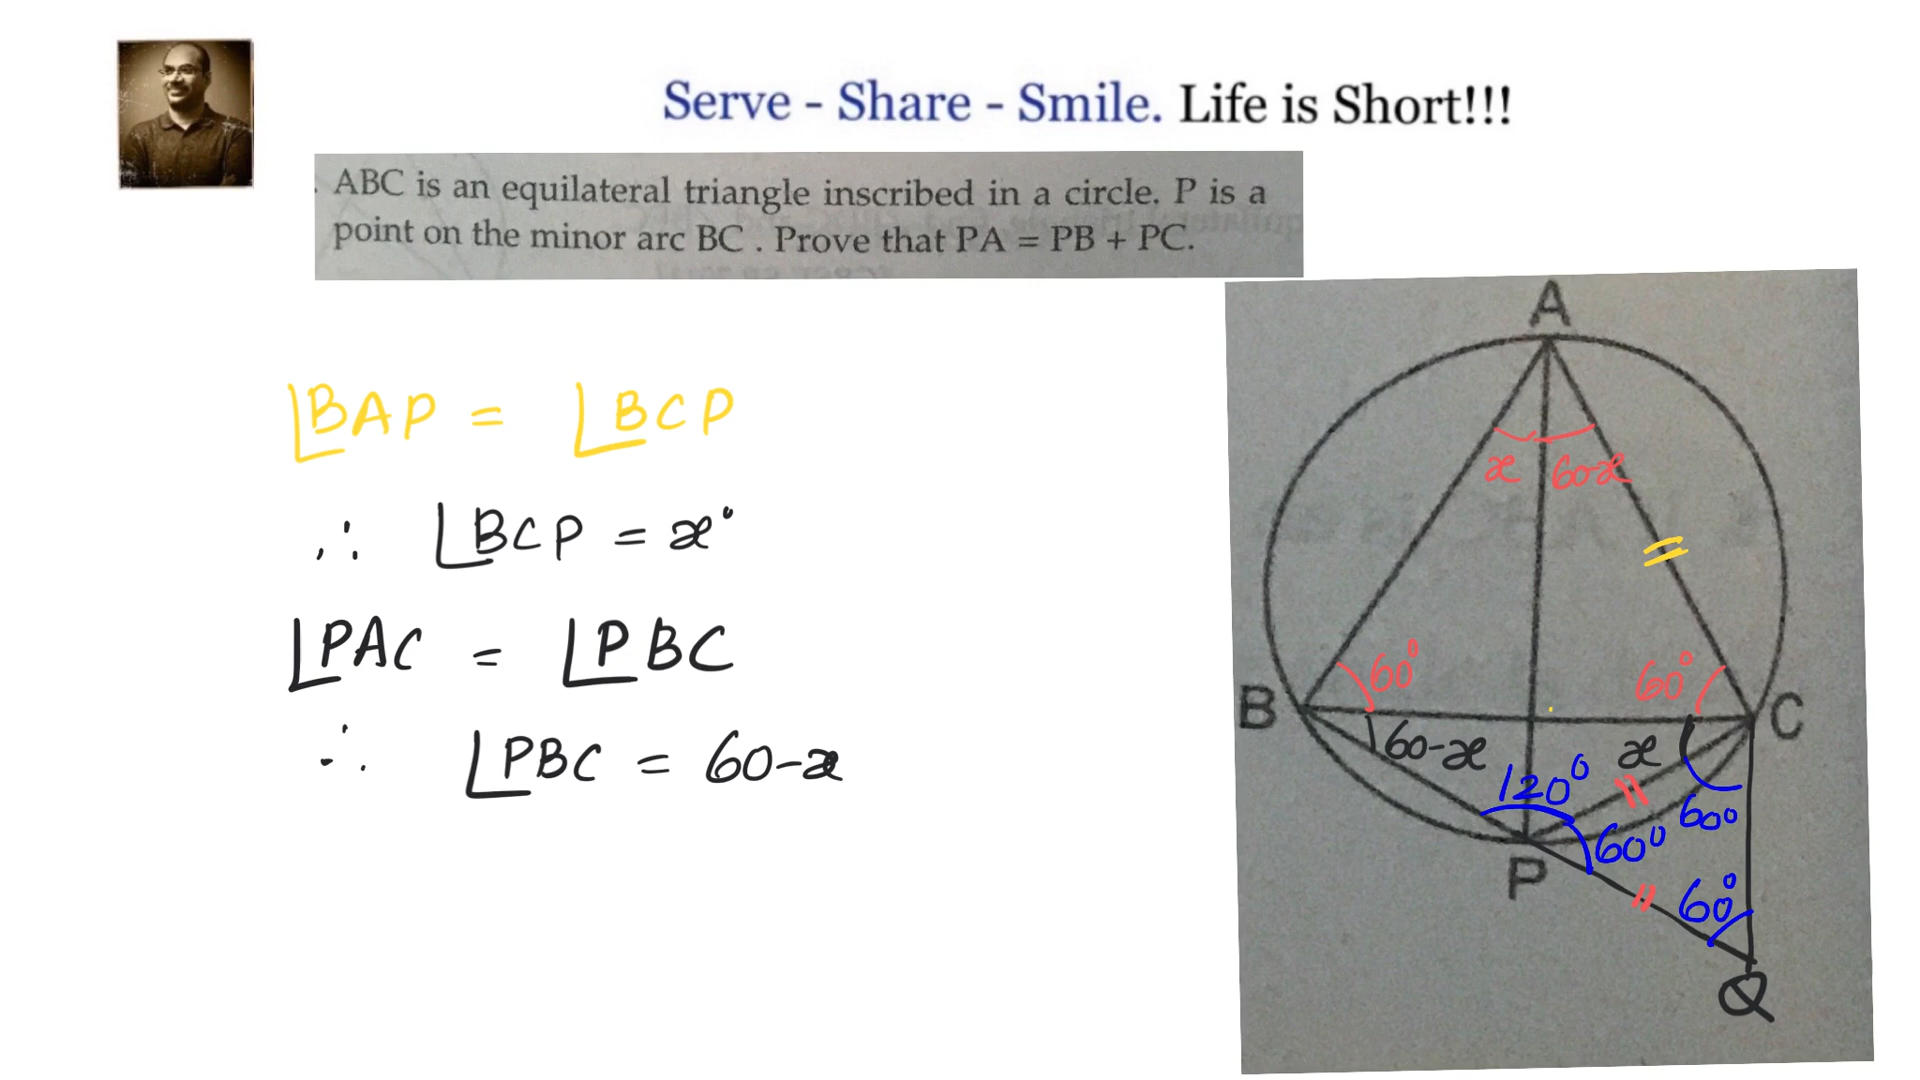 Serve - Share - Smile. Life is Short!!!
ABC is an equilateral triangle inscribed in a circle. P is a
point on the minor arc BC . Prove that PA = PB + PC.
∠BAP = ∠BCP
∴ ∠BCP = x°
∠PAC = ∠PBC
∴ ∠PBC = 60-x
A
x 60-x
60° 60°
B C
60-x x
120° 60°
60°
P
60°
Q